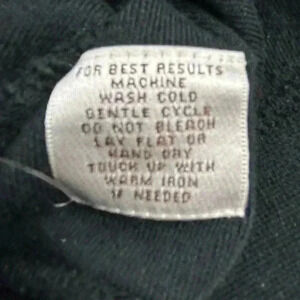 FOR BEST RESULTS
MACHINE
WASH COLD
GENTLE CYCLE
DO NOT BLEACH
LAY FLAT OR
HAND DRY
TOUCH UP WITH
WARM IRON
IF NEEDED